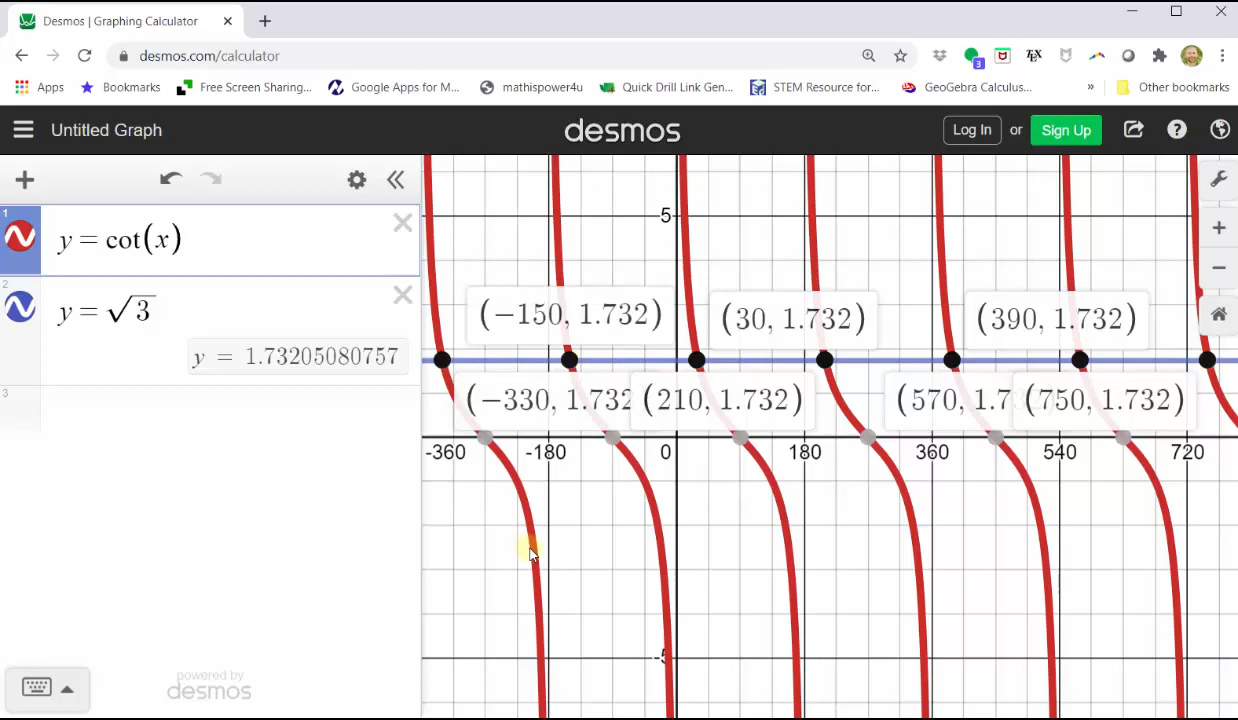 Desmos | Graphing Calculator
desmos.com/calculator
3
TEX
Apps
Bookmarks
Free Screen Sharing...
Google Apps for M...
mathispower4u
Quick Drill Link Gen...
STEM Resource for...
GeoGebra Calculus...
»
Other bookmarks
Untitled Graph
desmos
Log In
or
Sign Up
1
y = cot(x)
2
y = √3
y = 1.73205080757
3
powered by
desmos
5
(−150, 1.732)
(30, 1.732)
(390, 1.732)
(−330, 1.732
(210, 1.732)
(570, 1.7
(750, 1.732)
-360
-180
0
180
360
540
720
-5